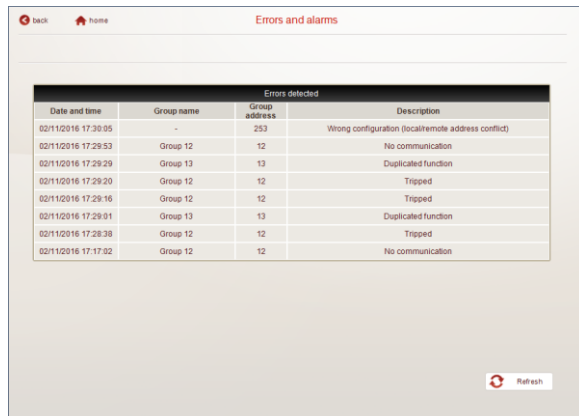 back home Errors and alarms
Errors detected
Date and time Group name Group address Description
02/11/2016 17:30:05 - 253 Wrong configuration (local/remote address conflict)
02/11/2016 17:29:53 Group 12 12 No communication
02/11/2016 17:29:29 Group 13 13 Duplicated function
02/11/2016 17:29:20 Group 12 12 Tripped
02/11/2016 17:29:16 Group 12 12 Tripped
02/11/2016 17:29:01 Group 13 13 Duplicated function
02/11/2016 17:28:38 Group 12 12 Tripped
02/11/2016 17:17:02 Group 12 12 No communication
Refresh